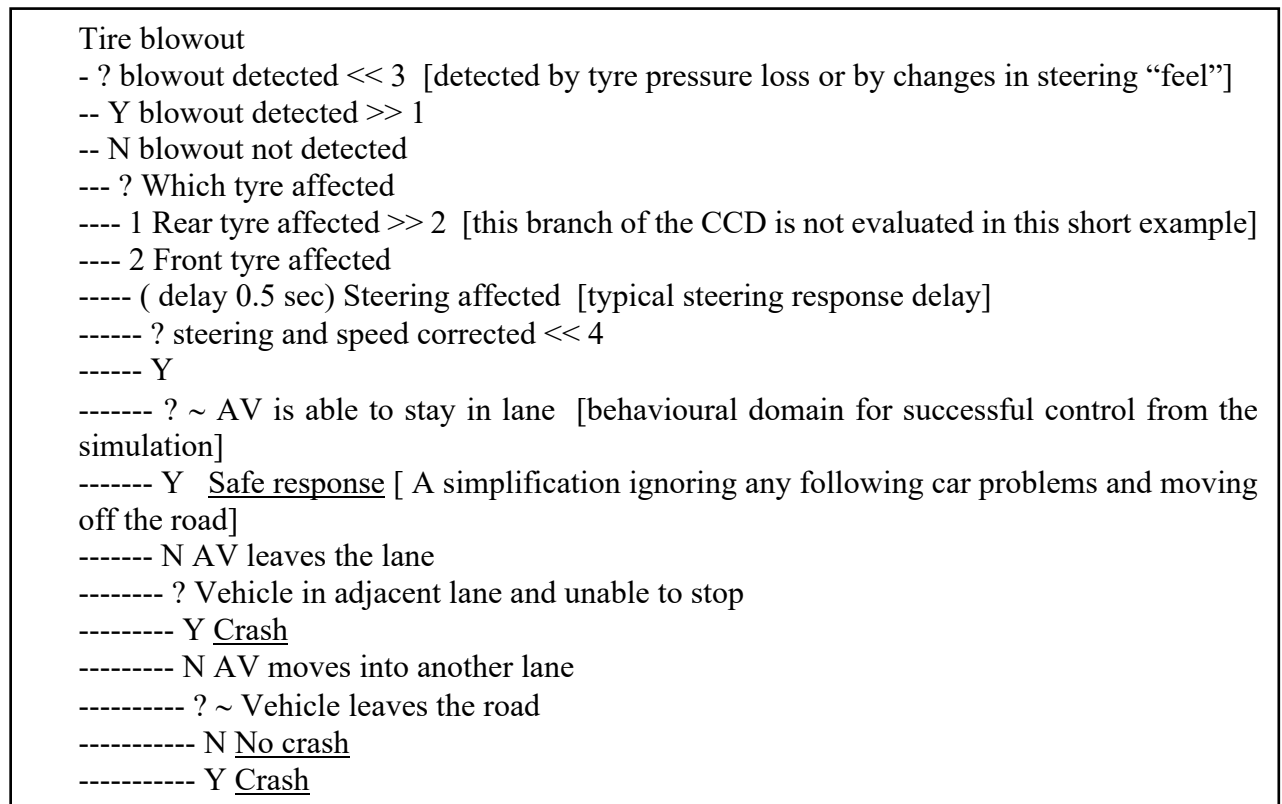 Tire blowout
- ? blowout detected << 3 [detected by tyre pressure loss or by changes in steering “feel”]
-- Y blowout detected >> 1
-- N blowout not detected
--- ? Which tyre affected
---- 1 Rear tyre affected >> 2 [this branch of the CCD is not evaluated in this short example]
---- 2 Front tyre affected
----- ( delay 0.5 sec) Steering affected [typical steering response delay]
------ ? steering and speed corrected << 4
------ Y
------- ? ~ AV is able to stay in lane [behavioural domain for successful control from the
simulation]
------- Y Safe response [ A simplification ignoring any following car problems and moving
off the road]
------- N AV leaves the lane
-------- ? Vehicle in adjacent lane and unable to stop
--------- Y Crash
--------- N AV moves into another lane
---------- ? ~ Vehicle leaves the road
----------- N No crash
----------- Y Crash